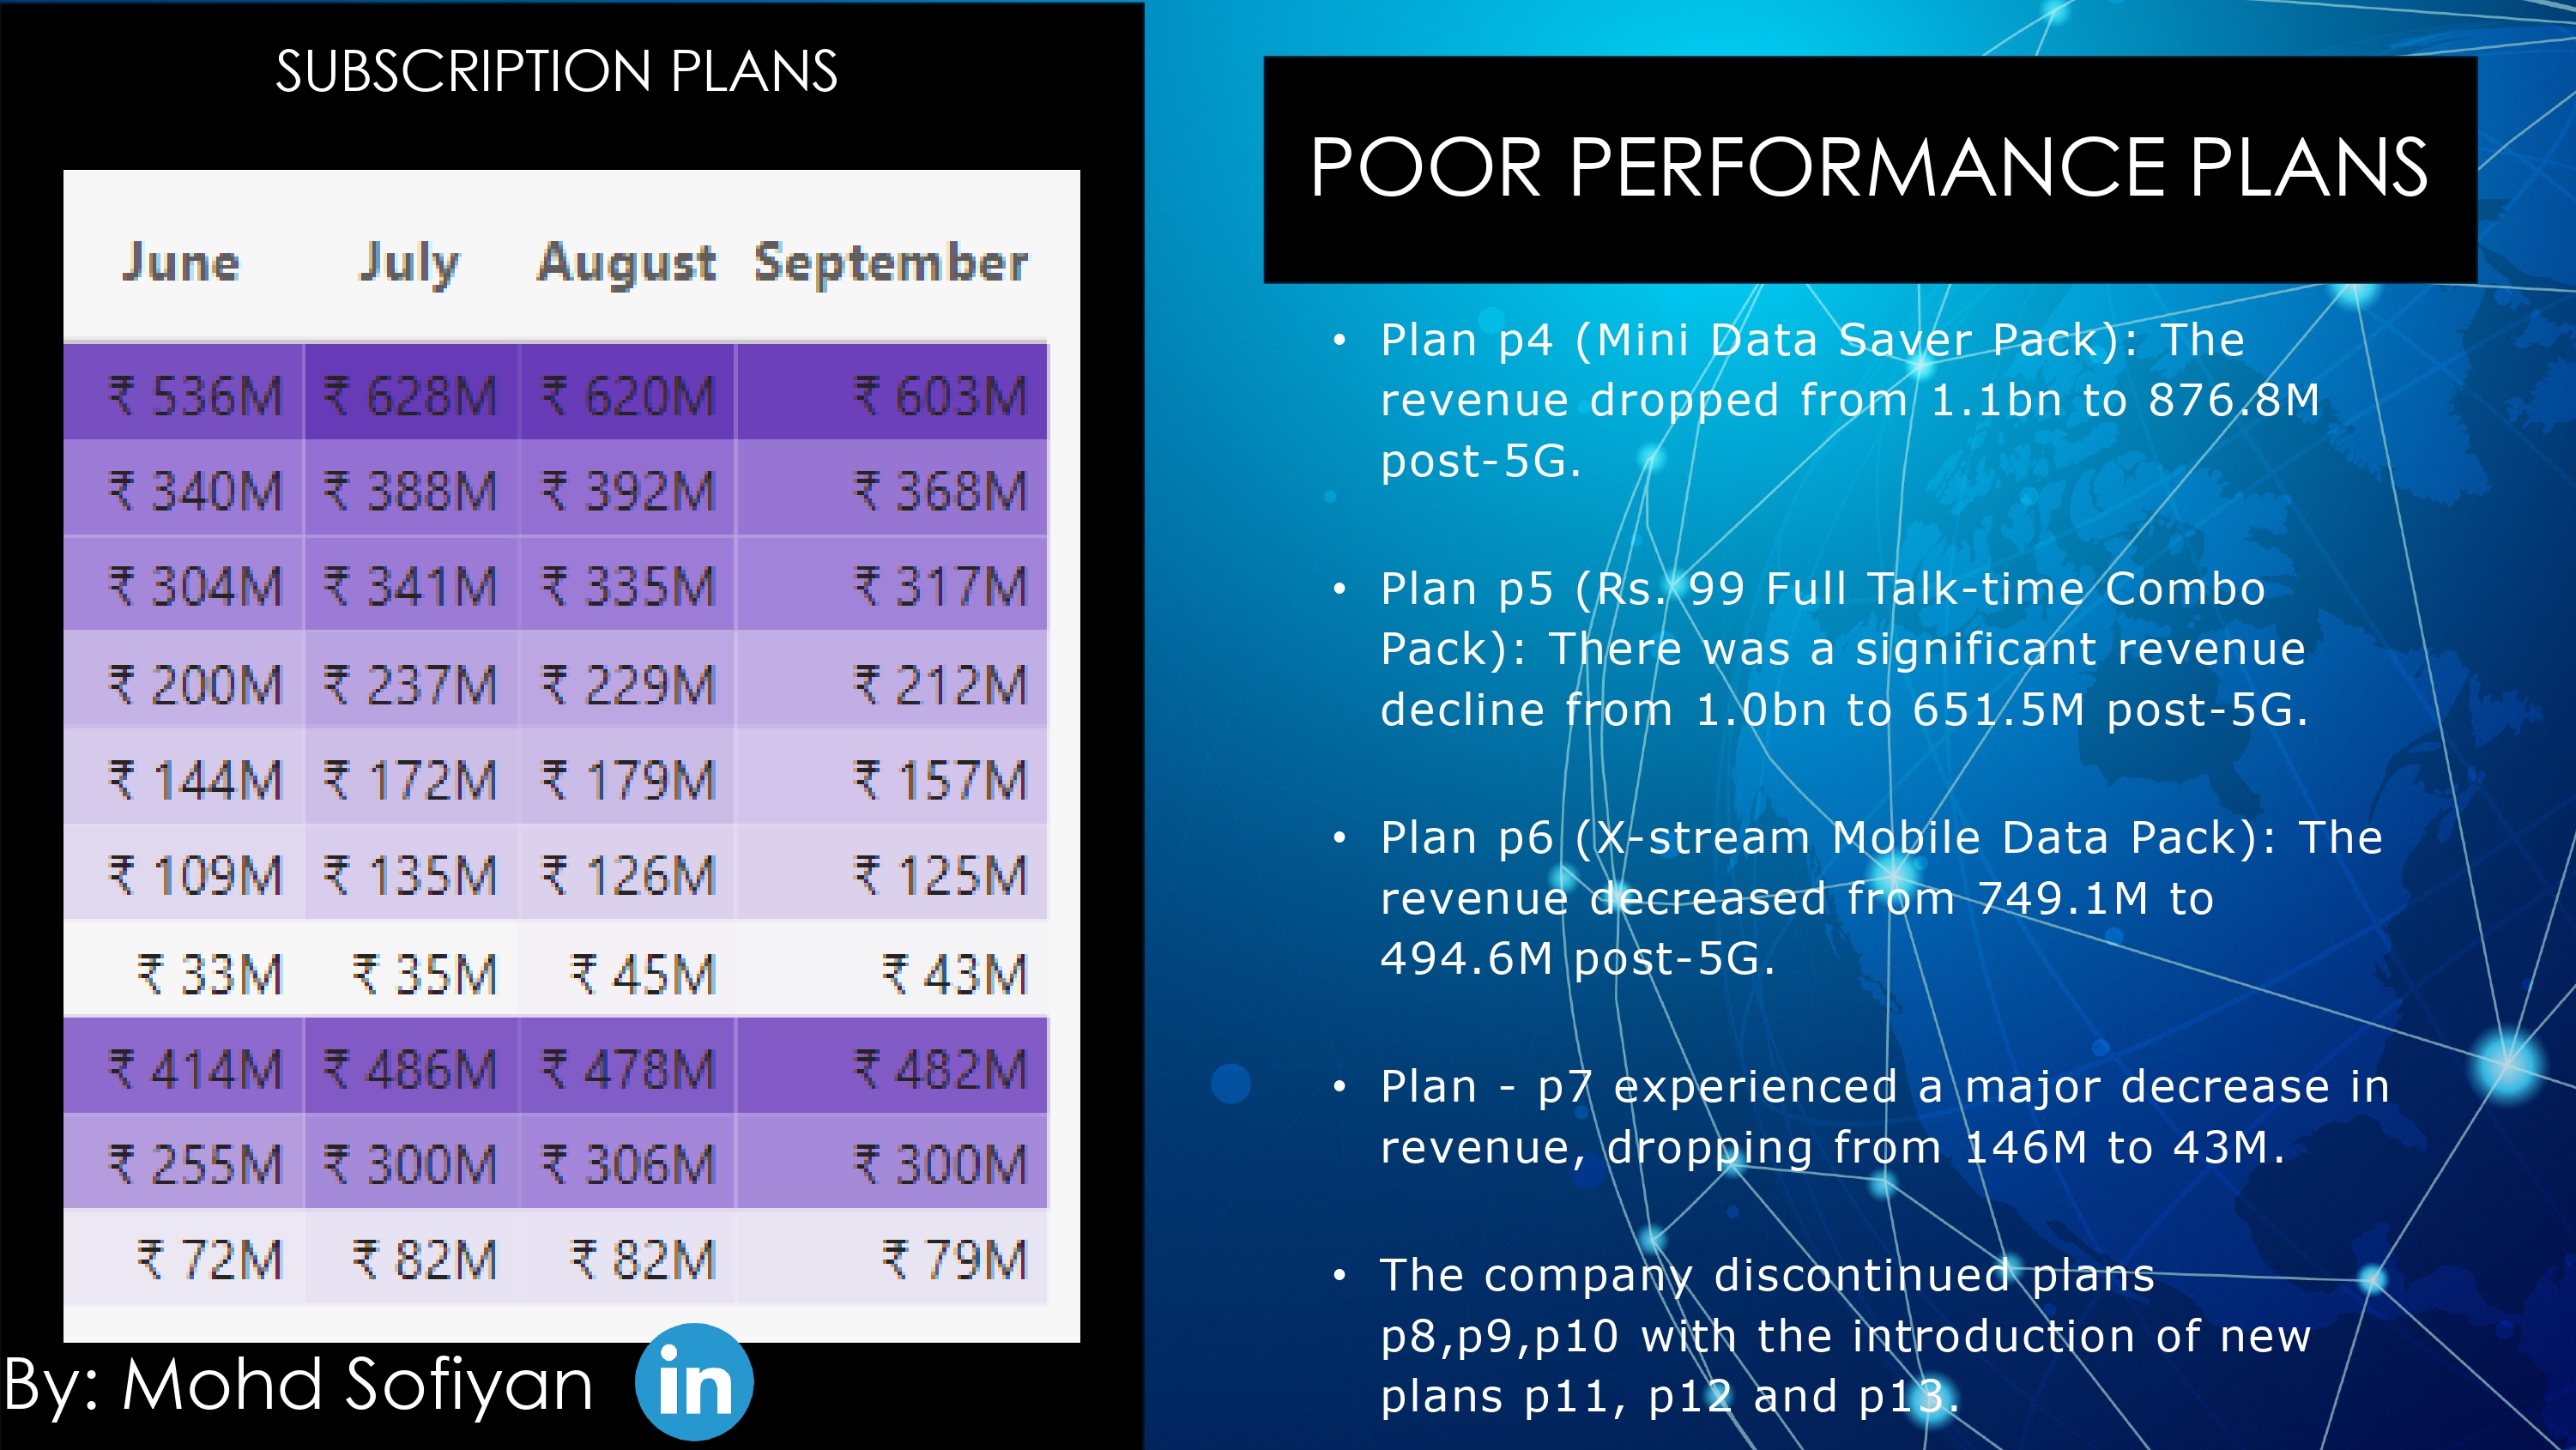 SUBSCRIPTION PLANS
June July August September
₹ 536M ₹ 628M ₹ 620M ₹ 603M
₹ 340M ₹ 388M ₹ 392M ₹ 368M
₹ 304M ₹ 341M ₹ 335M ₹ 317M
₹ 200M ₹ 237M ₹ 229M ₹ 212M
₹ 144M ₹ 172M ₹ 179M ₹ 157M
₹ 109M ₹ 135M ₹ 126M ₹ 125M
₹ 33M ₹ 35M ₹ 45M ₹ 43M
₹ 414M ₹ 486M ₹ 478M ₹ 482M
₹ 255M ₹ 300M ₹ 306M ₹ 300M
₹ 72M ₹ 82M ₹ 82M ₹ 79M
By: Mohd Sofiyan in
POOR PERFORMANCE PLANS
• Plan p4 (Mini Data Saver Pack): The
revenue dropped from 1.1bn to 876.8M
post-5G.
• Plan p5 (Rs. 99 Full Talk-time Combo
Pack): There was a significant revenue
decline from 1.0bn to 651.5M post-5G.
• Plan p6 (X-stream Mobile Data Pack): The
revenue decreased from 749.1M to
494.6M post-5G.
• Plan - p7 experienced a major decrease in
revenue, dropping from 146M to 43M.
• The company discontinued plans
p8,p9,p10 with the introduction of new
plans p11, p12 and p13.